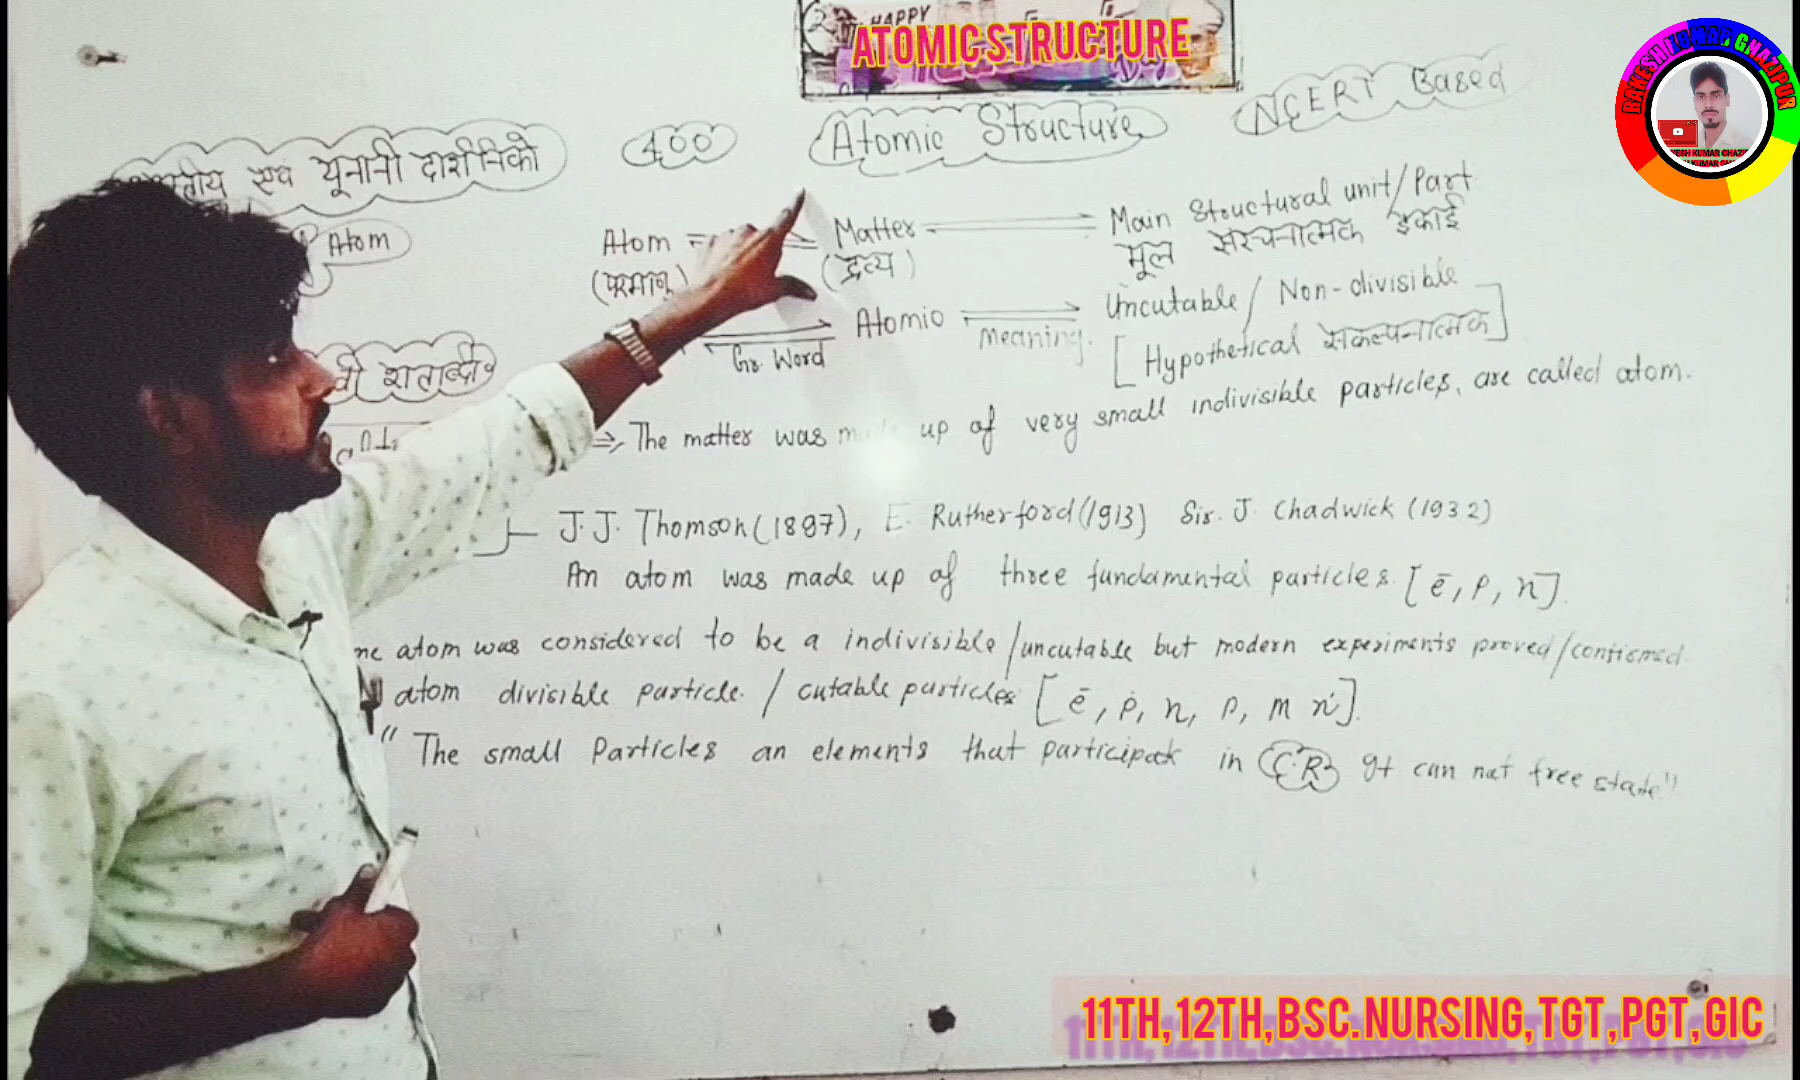 HAPPY
ATOMIC STRUCTURE
Atomic Structure
NCERT Based
एवं यूनानी दार्शनिको
400
Atom
Atom
Matter
Main Structural unit/Part
(परमाणु)
(द्रव्य)
मूल संरचनात्मक इकाई
Gr. Word
Atomio
Meaning.
Uncutable/ Non-divisible
[Hypothetical सकल्पनात्मक]
वी शताब्दी
The matter was made up of very small indivisible particles, are called atom.
J.J. Thomson(1897), E. Rutherford(1913) Sir. J. Chadwick (1932)
An atom was made up of three fundamental particles. [ē, p, n].
atom was considered to be a indivisible/uncutable but modern experiments proved/confirmed
atom divisible particle. / cutable particles [ē, p, n, p, m n].
"The small Particles an elements that participate in C.R It can not free state"
11TH,12TH,BSC.NURSING,TGT,PGT,GIC
RAKESH KUMAR GHAZIPUR